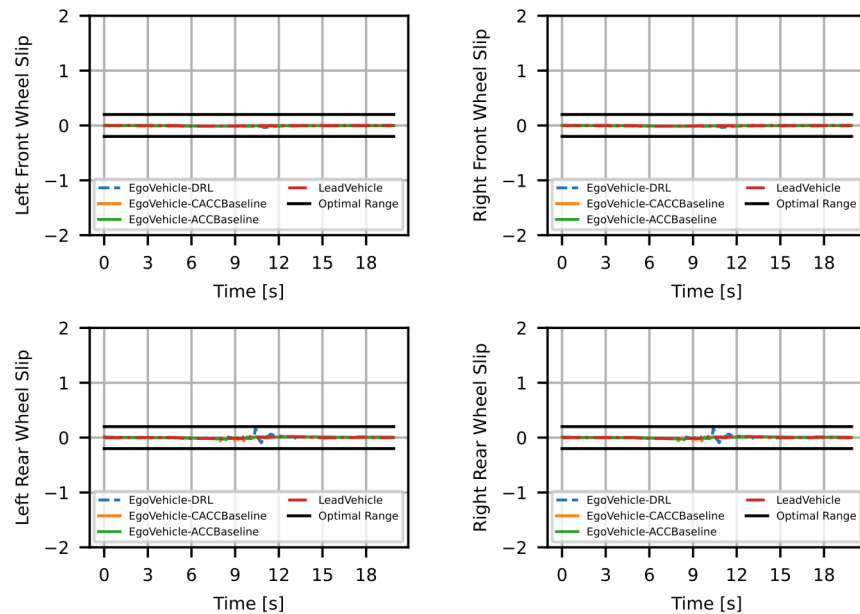 Left Front Wheel Slip
2
1
0
−1
−2
EgoVehicle-DRL
EgoVehicle-CACCBaseline
EgoVehicle-ACCBaseline
LeadVehicle
Optimal Range
0 3 6 9 12 15 18
Time [s]
Right Front Wheel Slip
2
1
0
−1
−2
EgoVehicle-DRL
EgoVehicle-CACCBaseline
EgoVehicle-ACCBaseline
LeadVehicle
Optimal Range
0 3 6 9 12 15 18
Time [s]
Left Rear Wheel Slip
2
1
0
−1
−2
EgoVehicle-DRL
EgoVehicle-CACCBaseline
EgoVehicle-ACCBaseline
LeadVehicle
Optimal Range
0 3 6 9 12 15 18
Time [s]
Right Rear Wheel Slip
2
1
0
−1
−2
EgoVehicle-DRL
EgoVehicle-CACCBaseline
EgoVehicle-ACCBaseline
LeadVehicle
Optimal Range
0 3 6 9 12 15 18
Time [s]